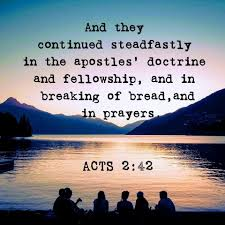 And they
continued steadfastly
in the apostles' doctrine
and fellowship, and in
breaking of bread,and
in prayers.
ACTS 2:42